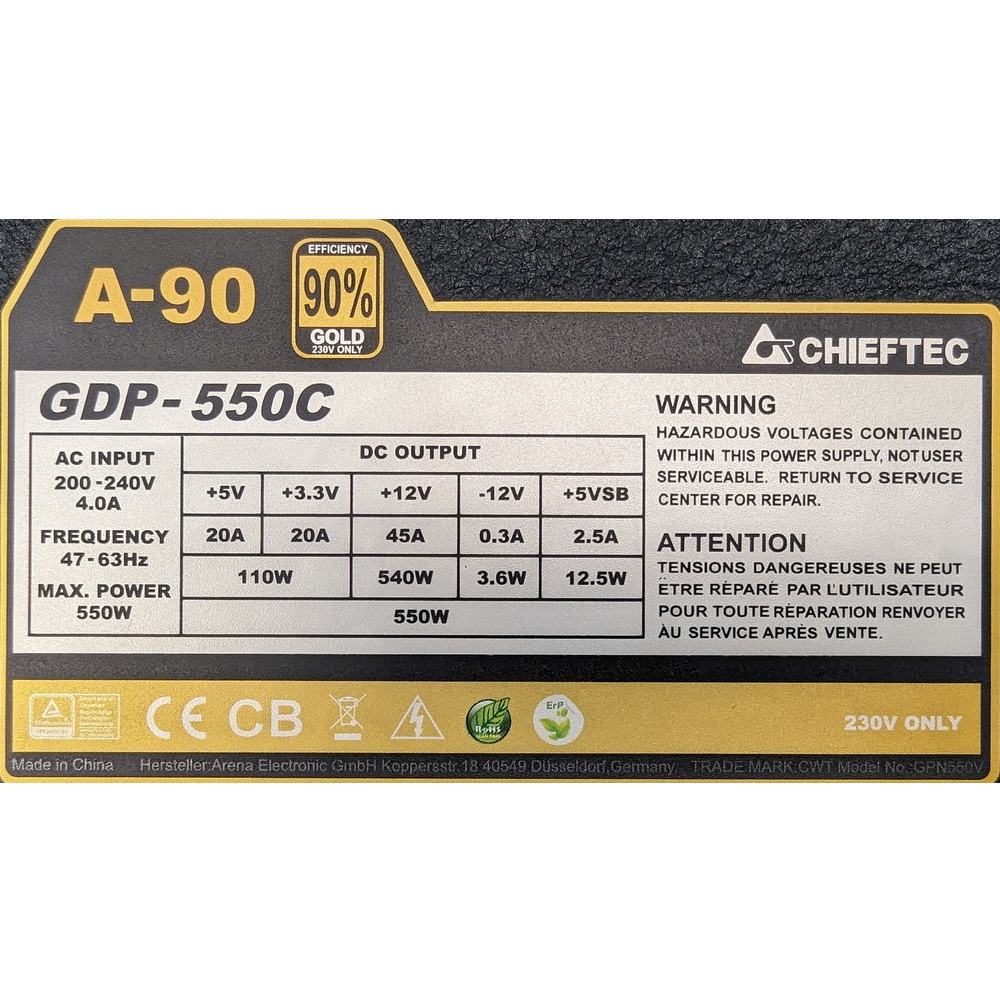 A-90
EFFICIENCY
90%
GOLD
230V ONLY
CHIEFTEC
GDP-550C
AC INPUT
200-240V
4.0A
FREQUENCY
47-63Hz
MAX. POWER
550W
DC OUTPUT
+5V +3.3V +12V -12V +5VSB
20A 20A 45A 0.3A 2.5A
110W 540W 3.6W 12.5W
550W
WARNING
HAZARDOUS VOLTAGES CONTAINED
WITHIN THIS POWER SUPPLY, NOT USER
SERVICEABLE. RETURN TO SERVICE
CENTER FOR REPAIR.
ATTENTION
TENSIONS DANGEREUSES NE PEUT
ÊTRE RÉPARÉ PAR L'UTILISATEUR
POUR TOUTE RÉPARATION RENVOYER
ÀU SERVICE APRÈS VENTE.
CE CB
RoHS
LEAD FREE
ErP
230V ONLY
Made in China Hersteller:Arena Electronic GmbH Koppersstr.18 40549 Düsseldorf,Germany. TRADE MARK:CWT Model No.:GPN550V